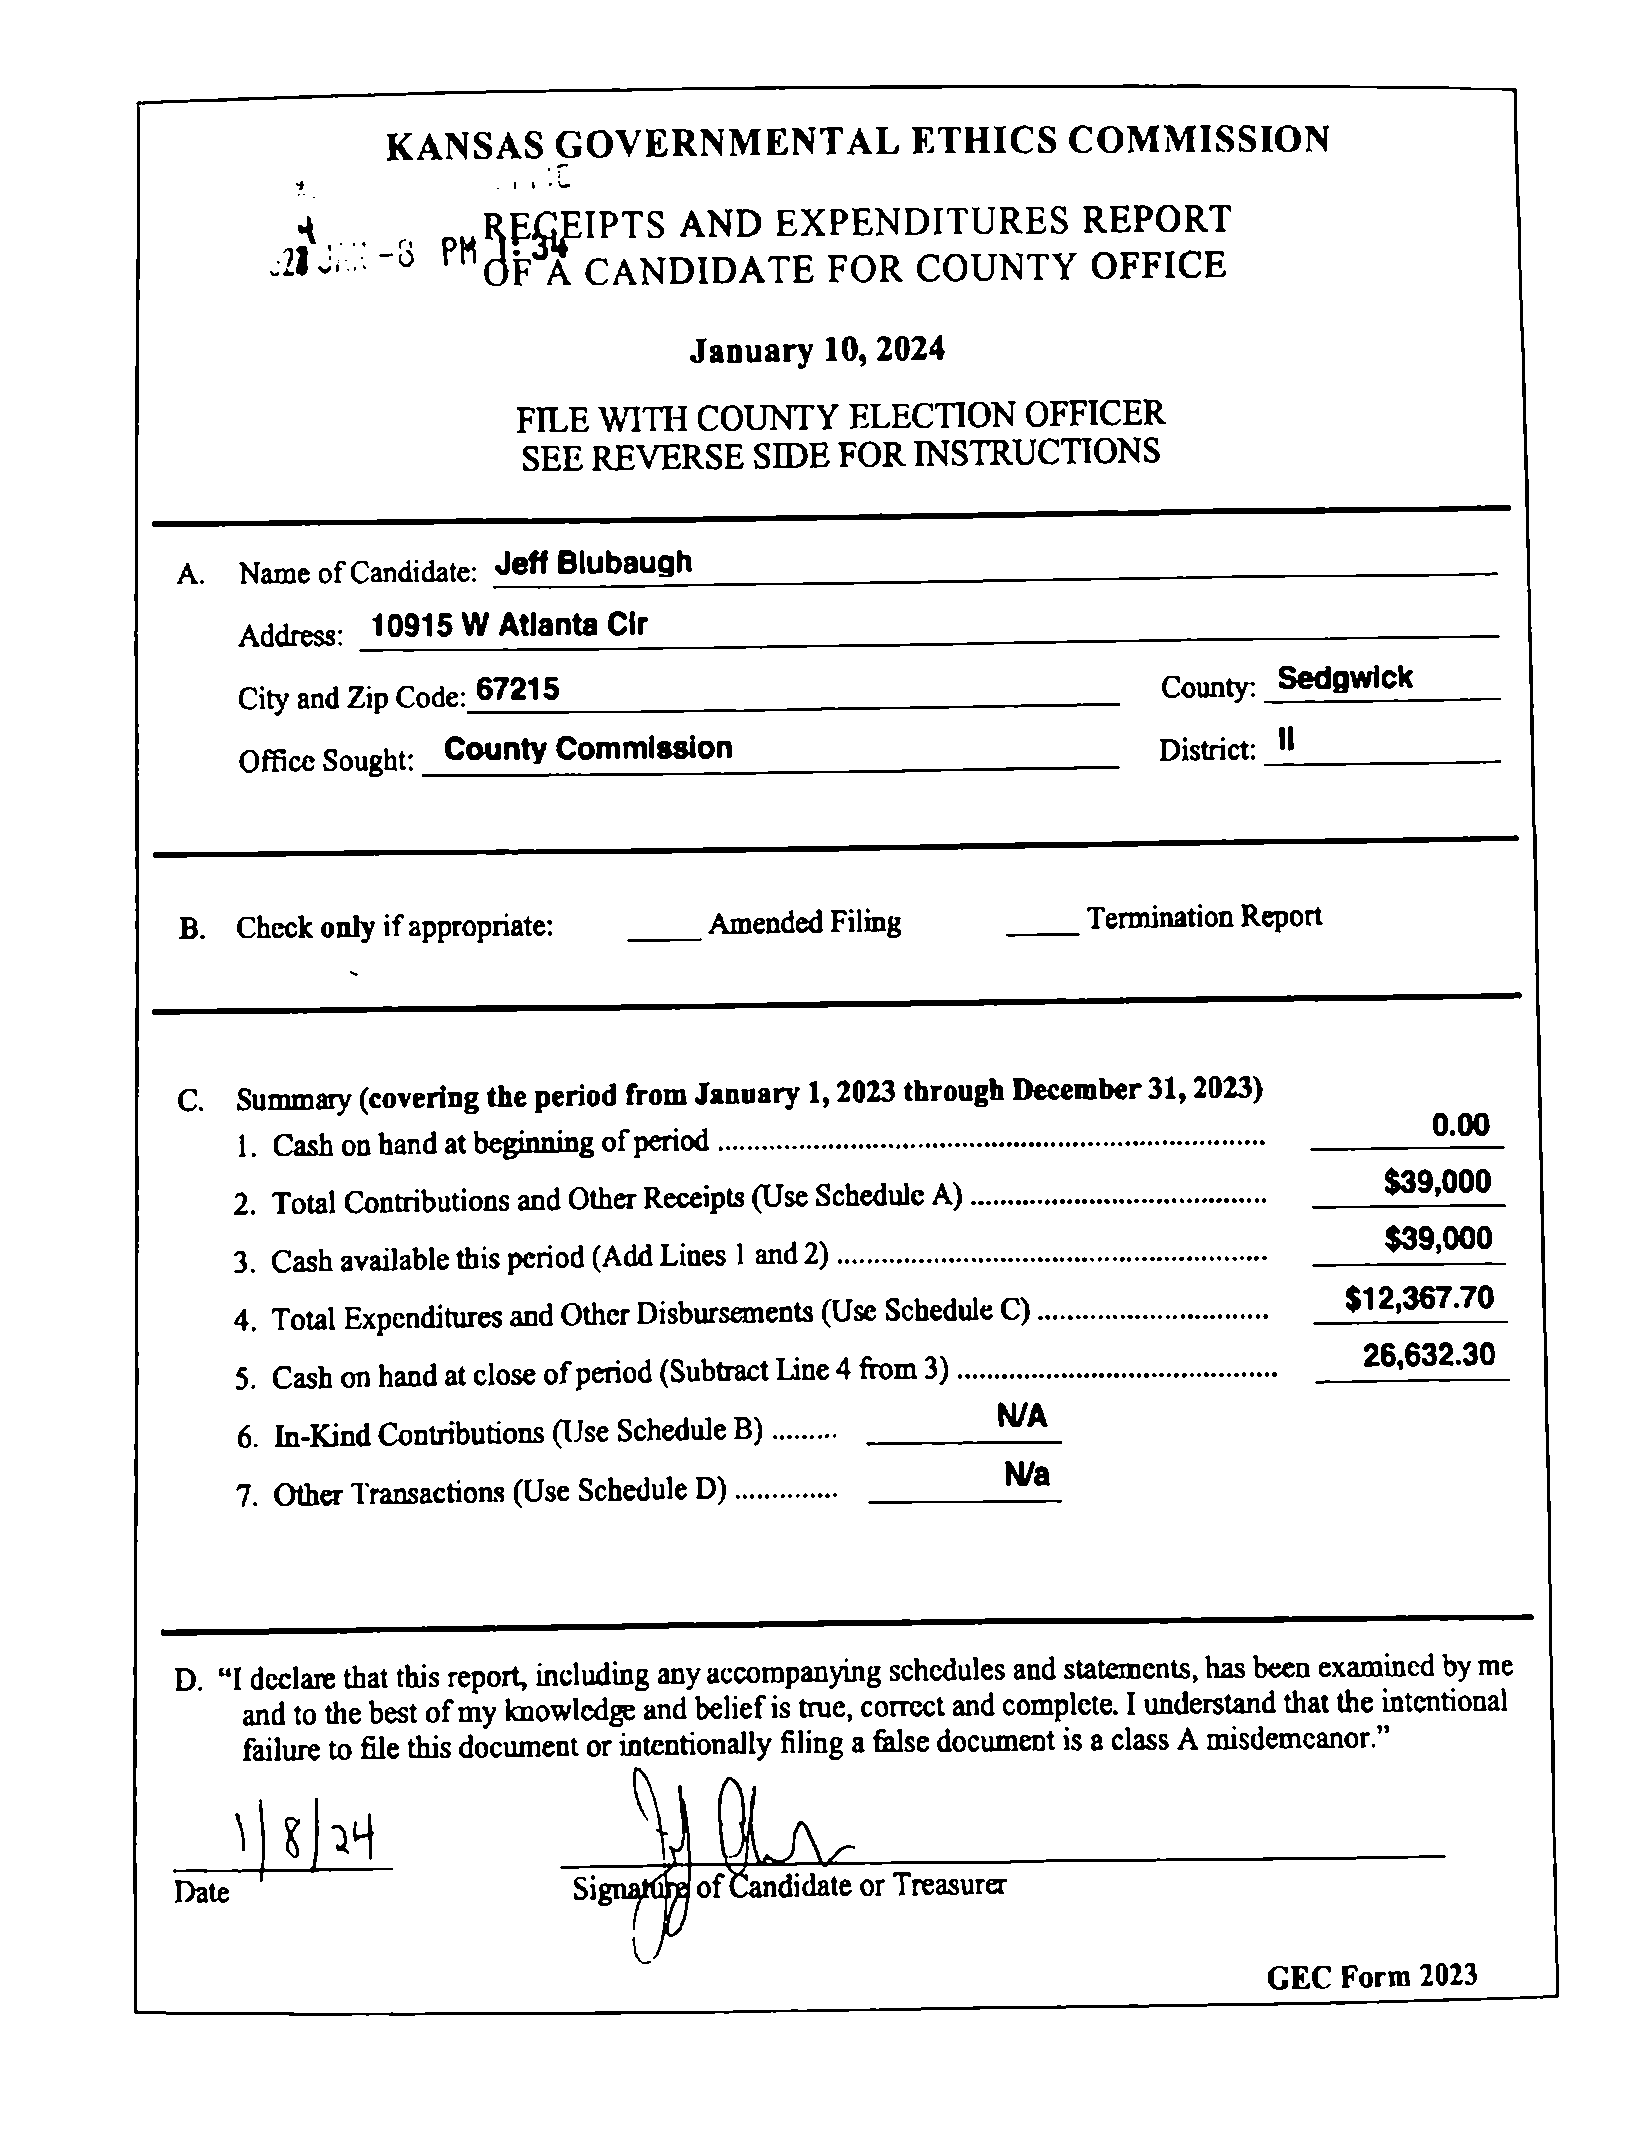 KANSAS GOVERNMENTAL ETHICS COMMISSION
RECEIPTS AND EXPENDITURES REPORT
-8 PM 1:34
OF A CANDIDATE FOR COUNTY OFFICE
January 10, 2024
FILE WITH COUNTY ELECTION OFFICER
SEE REVERSE SIDE FOR INSTRUCTIONS
A. Name of Candidate: Jeff Blubaugh
Address: 10915 W Atlanta Cir
City and Zip Code: 67215 County: Sedgwick
Office Sought: County Commission District: II
B. Check only if appropriate: ____ Amended Filing ____ Termination Report
C. Summary (covering the period from January 1, 2023 through December 31, 2023)
1. Cash on hand at beginning of period ........ 0.00
2. Total Contributions and Other Receipts (Use Schedule A) ........ $39,000
3. Cash available this period (Add Lines 1 and 2) ........ $39,000
4. Total Expenditures and Other Disbursements (Use Schedule C) ........ $12,367.70
5. Cash on hand at close of period (Subtract Line 4 from 3) ........ 26,632.30
6. In-Kind Contributions (Use Schedule B) ......... N/A
7. Other Transactions (Use Schedule D) .............. N/a
D. “I declare that this report, including any accompanying schedules and statements, has been examined by me
and to the best of my knowledge and belief is true, correct and complete. I understand that the intentional
failure to file this document or intentionally filing a false document is a class A misdemeanor.”
1/8/24
Date Signature of Candidate or Treasurer
GEC Form 2023